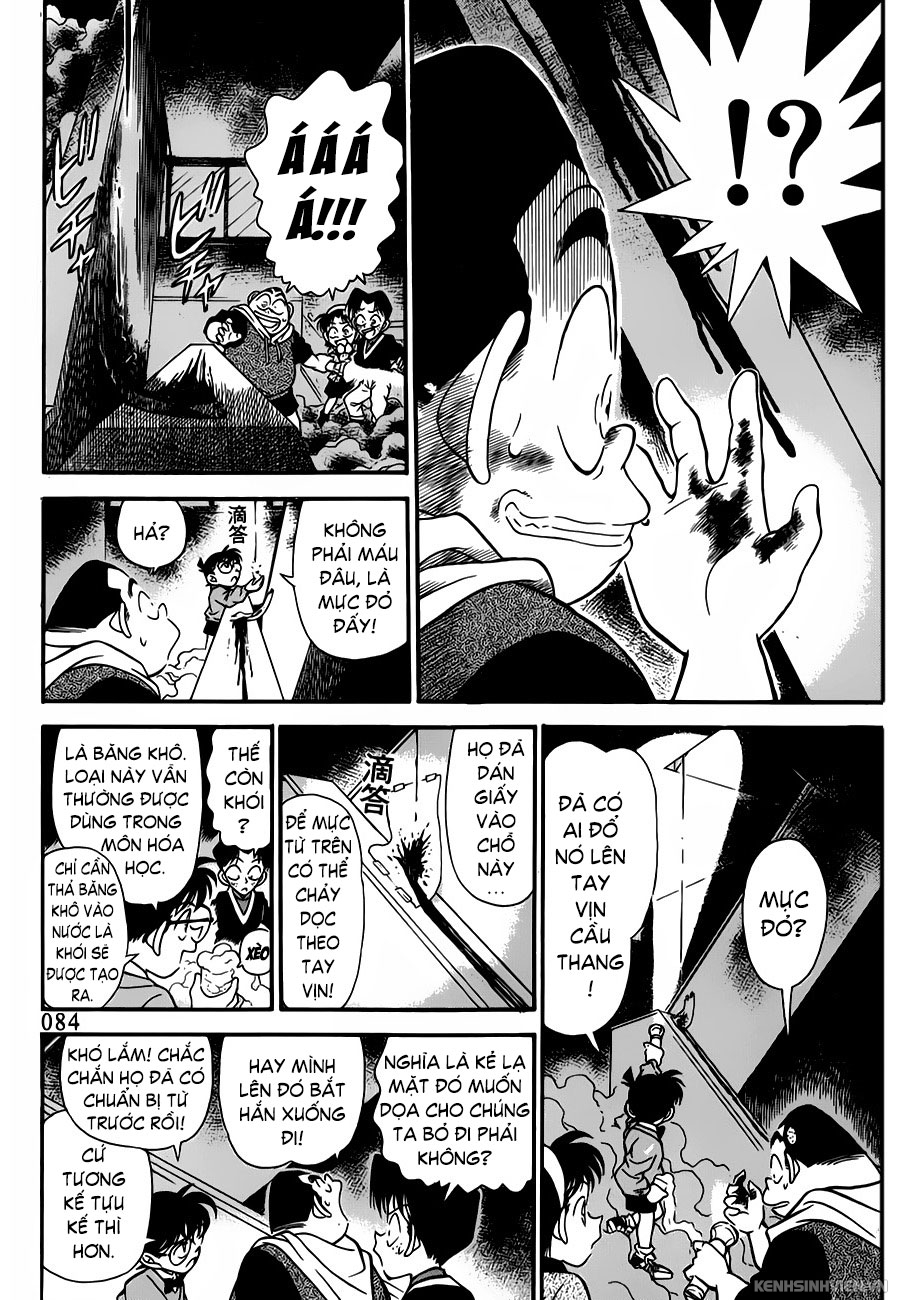 !?
Á Á Á
Á!!!
ビチャ
ビチャ
KHÔNG
PHẢI MÁU
ĐÂU, LÀ
MỰC ĐỎ
ĐẤY!
滴答
HẢ?
MỰC
ĐỎ?
ĐÃ CÓ
AI ĐỔ
NÓ LÊN
TAY
VỊN
CẦU
THANG
!
HỌ ĐÃ
DÁN
GIẤY
VÀO
CHỖ
NÀY
...
滴答
ĐỂ MỰC
TỪ TRÊN
CÓ THỂ
CHẢY
DỌC
THEO
TAY
VỊN!
THẾ
CÒN
KHÓI
?
LÀ BĂNG KHÔ.
LOẠI NÀY VẪN
THƯỜNG ĐƯỢC
DÙNG TRONG
MÔN HÓA
HỌC.
CHỈ CẦN
THẢ BĂNG
KHÔ VÀO
NƯỚC LÀ
KHÓI SẼ
ĐƯỢC TẠO
RA.
XÈO
084
NGHĨA LÀ KẺ LẠ
MẶT ĐÓ MUỐN
DỌA CHO CHÚNG
TA BỎ ĐI PHẢI
KHÔNG?
HAY MÌNH
LÊN ĐÓ BẮT
HẮN XUỐNG
ĐI!
KHÓ LẮM! CHẮC
CHẮN HỌ ĐÃ CÓ
CHUẨN BỊ TỪ
TRƯỚC RỒI!
CỨ
TƯƠNG
KẾ TỰU
KẾ THÌ
HƠN.
KENHSINHVIEN.VN